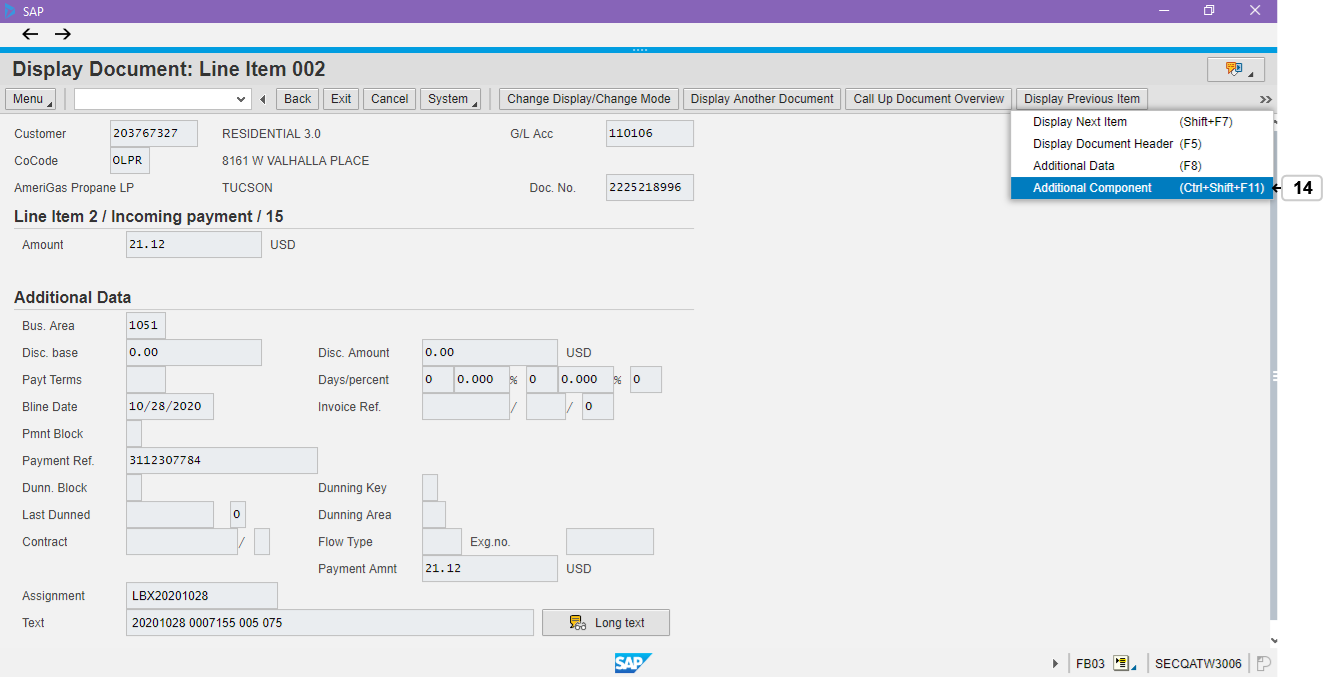 SAP
Display Document: Line Item 002
Menu Back Exit Cancel System Change Display/Change Mode Display Another Document Call Up Document Overview Display Previous Item
Display Next Item (Shift+F7)
Display Document Header (F5)
Additional Data (F8)
Additional Component (Ctrl+Shift+F11) 14
Customer 203767327 RESIDENTIAL 3.0 G/L Acc 110106
CoCode OLPR 8161 W VALHALLA PLACE
AmeriGas Propane LP TUCSON Doc. No. 2225218996
Line Item 2 / Incoming payment / 15
Amount 21.12 USD
Additional Data
Bus. Area 1051
Disc. base 0.00 Disc. Amount 0.00 USD
Payt Terms Days/percent 0 0.000 % 0 0.000 % 0
Bline Date 10/28/2020 Invoice Ref. / / 0
Pmnt Block
Payment Ref. 3112307784
Dunn. Block Dunning Key
Last Dunned 0 Dunning Area
Contract / Flow Type Exg.no.
Payment Amnt 21.12 USD
Assignment LBX20201028
Text 20201028 0007155 005 075 Long text
SAP FB03 SECQATW3006